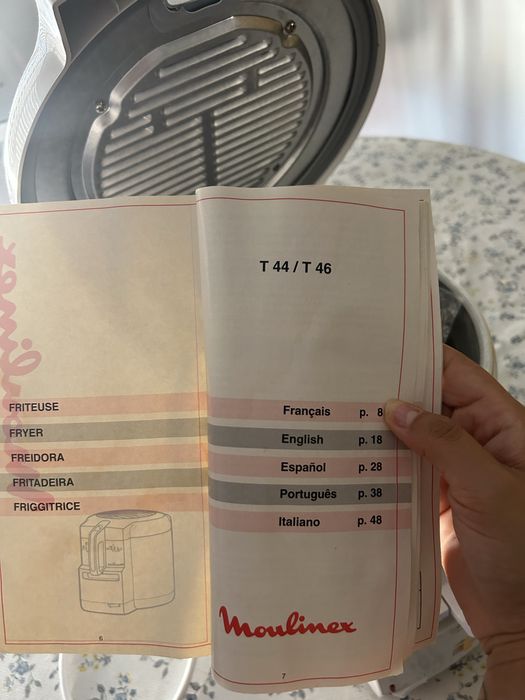 FRITEUSE
FRYER
FREIDORA
FRITADEIRA
FRIGGITRICE
6
T 44 / T 46
Français p. 8
English p. 18
Español p. 28
Português p. 38
Italiano p. 48
Moulinex
7